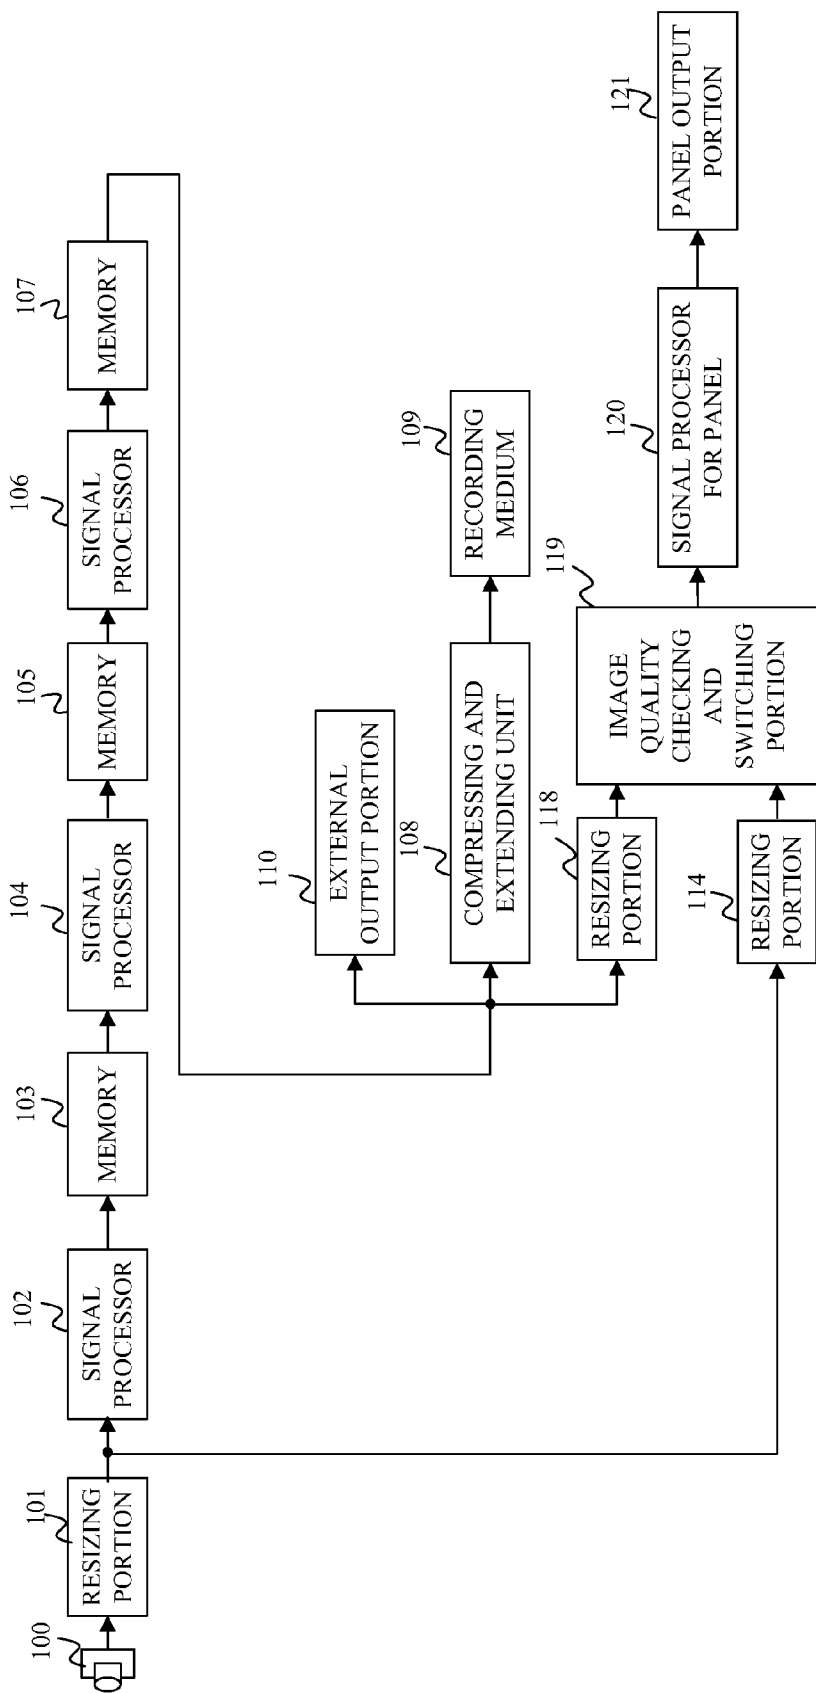 100
101
RESIZING
PORTION
102
SIGNAL
PROCESSOR
103
MEMORY
104
SIGNAL
PROCESSOR
105
MEMORY
106
SIGNAL
PROCESSOR
107
MEMORY
110
EXTERNAL
OUTPUT PORTION
108
COMPRESSING AND
EXTENDING UNIT
109
RECORDING
MEDIUM
118
RESIZING
PORTION
114
RESIZING
PORTION
119
IMAGE
QUALITY
CHECKING
AND
SWITCHING
PORTION
120
SIGNAL PROCESSOR
FOR PANEL
121
PANEL OUTPUT
PORTION